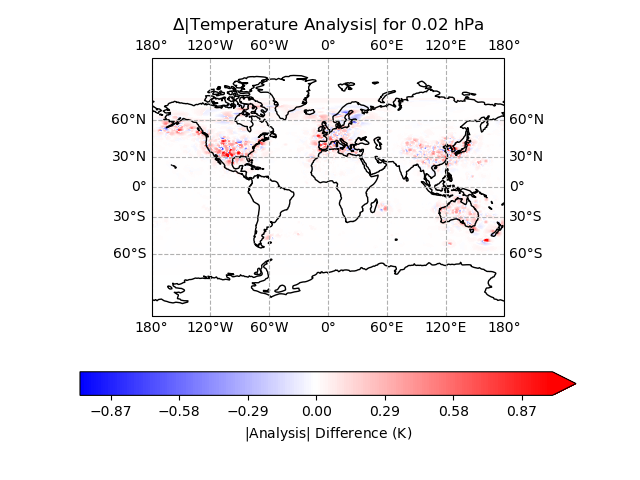 Δ|Temperature Analysis| for 0.02 hPa
180° 120°W 60°W 0° 60°E 120°E 180°
60°N 60°N
30°N 30°N
0° 0°
30°S 30°S
60°S 60°S
180° 120°W 60°W 0° 60°E 120°E 180°
−0.87 −0.58 −0.29 0.00 0.29 0.58 0.87
|Analysis| Difference (K)